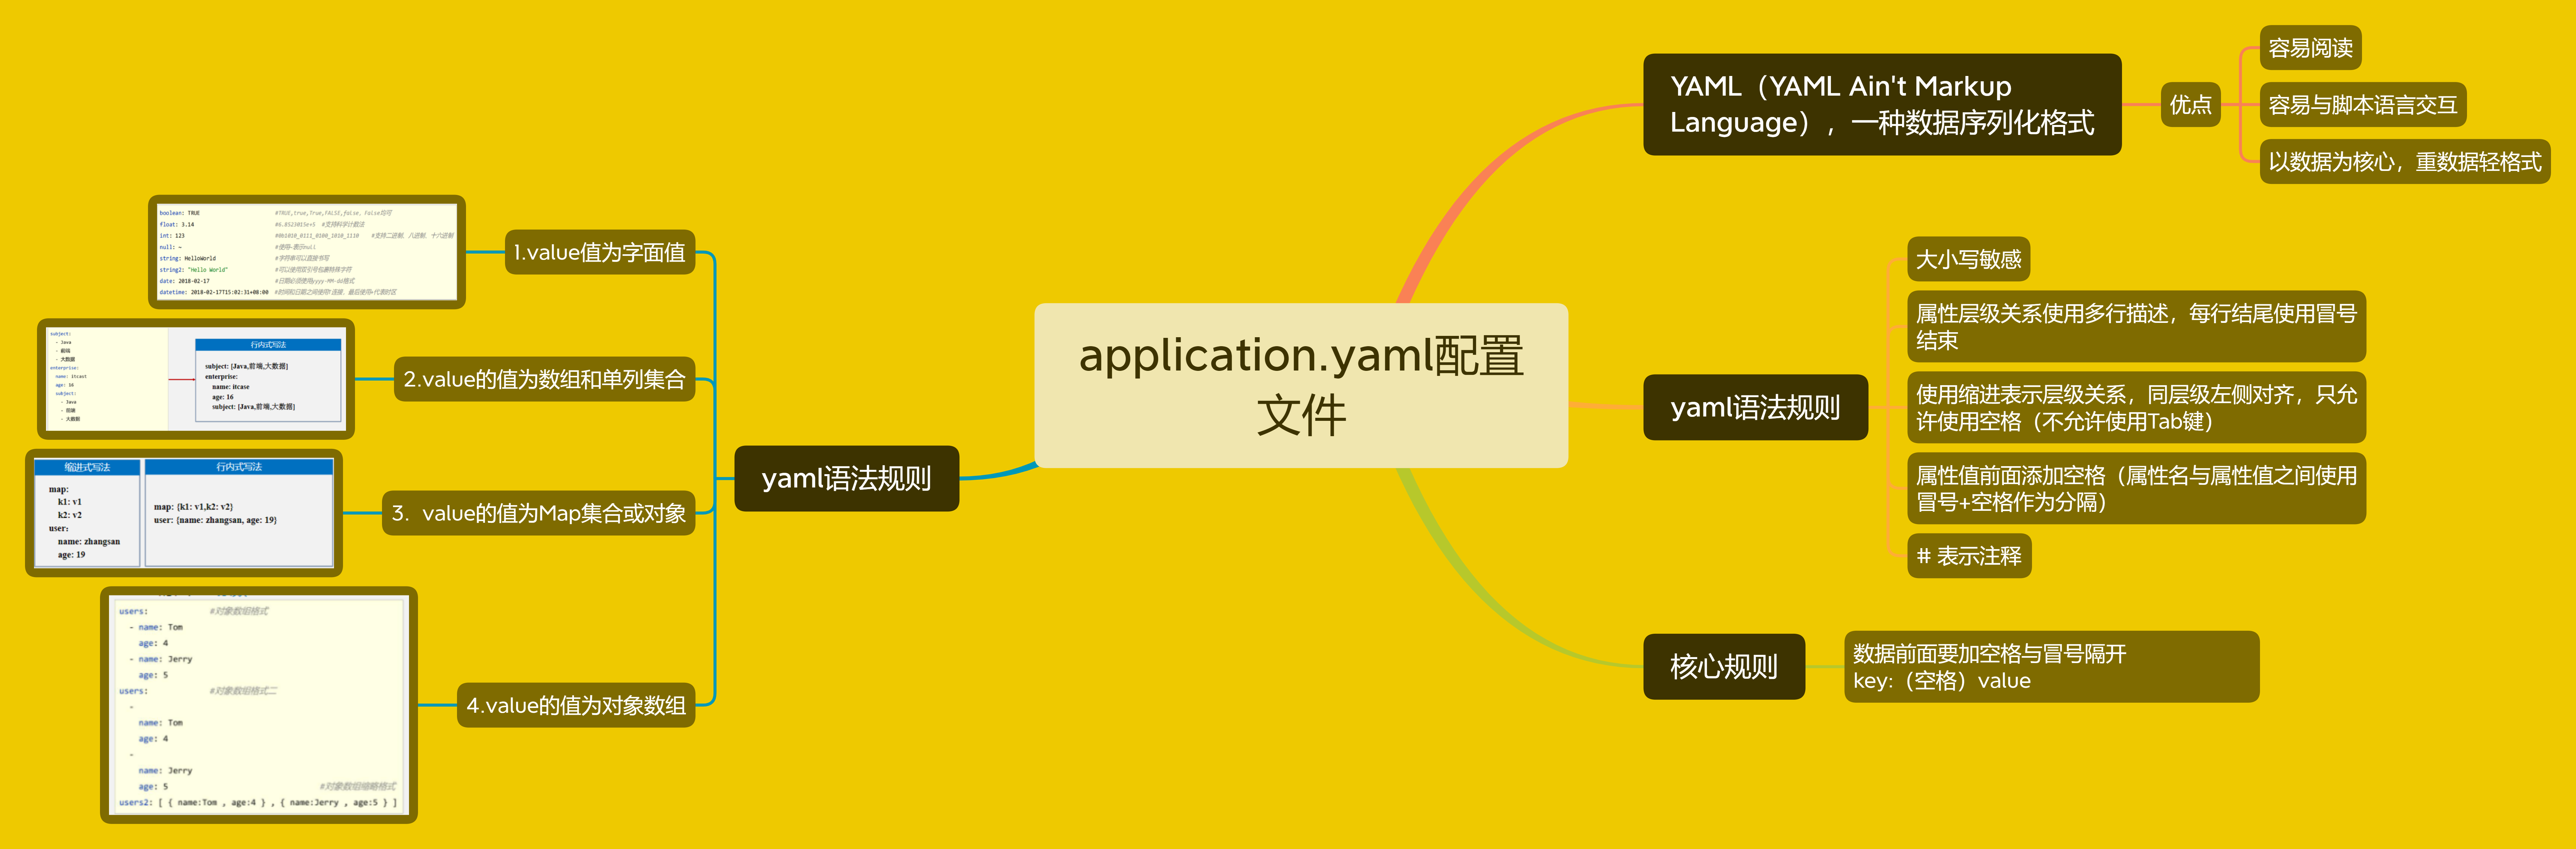 application.yaml配置
文件
YAML（YAML Ain't Markup
Language），一种数据序列化格式
优点
容易阅读
容易与脚本语言交互
以数据为核心，重数据轻格式
yaml语法规则
大小写敏感
属性层级关系使用多行描述，每行结尾使用冒号
结束
使用缩进表示层级关系，同层级左侧对齐，只允
许使用空格（不允许使用Tab键）
属性值前面添加空格（属性名与属性值之间使用
冒号+空格作为分隔）
# 表示注释
核心规则
数据前面要加空格与冒号隔开
key:（空格）value
yaml语法规则
1.value值为字面值
boolean: TRUE #TRUE,true,True,FALSE,false, False均可
float: 3.14 #6.8523015e+5 #支持科学计数法
int: 123 #0b1010_0111_0100_1010_1110 #支持二进制、八进制、十六进制
null: ~ #使用~表示null
string: HelloWorld #字符串可以直接书写
string2: "Hello World" #可以使用双引号包裹特殊字符
date: 2018-02-17 #日期必须使用yyyy-MM-dd格式
datetime: 2018-02-17T15:02:31+08:00 #时间和日期之间使用T连接，最后使用+代表时区
2.value的值为数组和单列集合
subject:
- Java
- 前端
- 大数据
enterprise:
name: itcast
age: 16
subject:
- Java
- 前端
- 大数据
行内式写法
subject: [Java,前端,大数据]
enterprise:
name: itcase
age: 16
subject: [Java,前端,大数据]
3. value的值为Map集合或对象
缩进式写法
map:
k1: v1
k2: v2
user:
name: zhangsan
age: 19
行内式写法
map: {k1: v1,k2: v2}
user: {name: zhangsan, age: 19}
4.value的值为对象数组
users: #对象数组格式
- name: Tom
age: 4
- name: Jerry
age: 5
users: #对象数组格式二
-
name: Tom
age: 4
-
name: Jerry
age: 5 #对象数组缩略格式
users2: [ { name:Tom , age:4 } , { name:Jerry , age:5 } ]